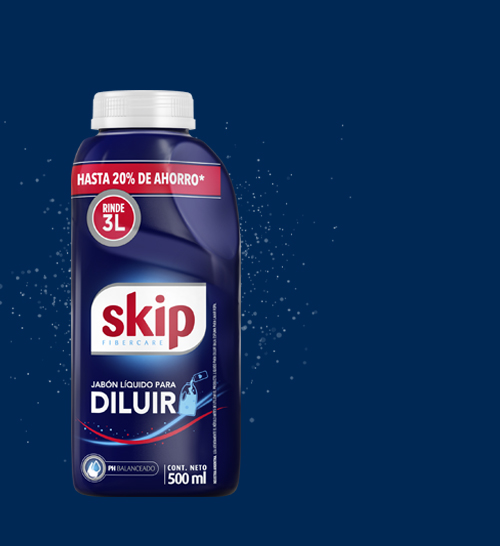 HASTA 20% DE AHORRO*
RINDE
3L
skip
FIBERCARE
JABÓN LÍQUIDO PARA
DILUIR
PH BALANCEADO
CONT. NETO
500 ml